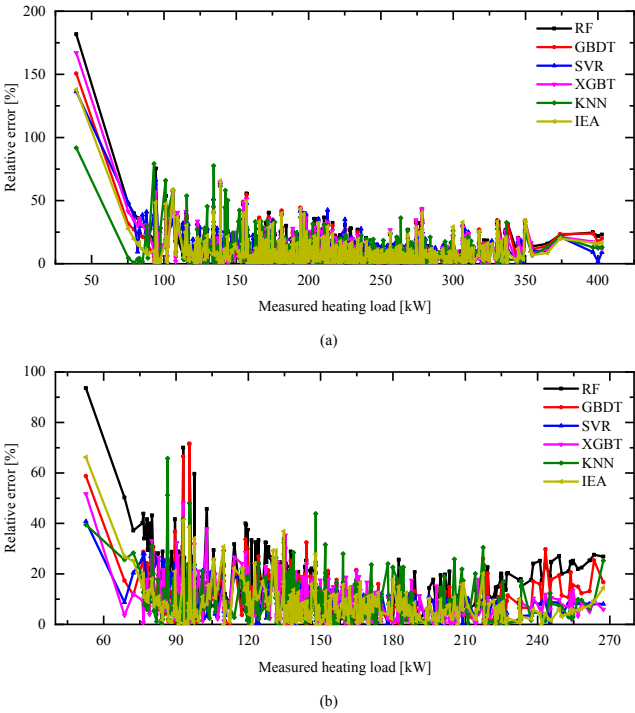 200
150
100
50
0
Relative error [%]
RF
GBDT
SVR
XGBT
KNN
IEA
50 100 150 200 250 300 350 400
Measured heating load [kW]
(a)
100
80
60
40
20
0
Relative error [%]
RF
GBDT
SVR
XGBT
KNN
IEA
60 90 120 150 180 210 240 270
Measured heating load [kW]
(b)